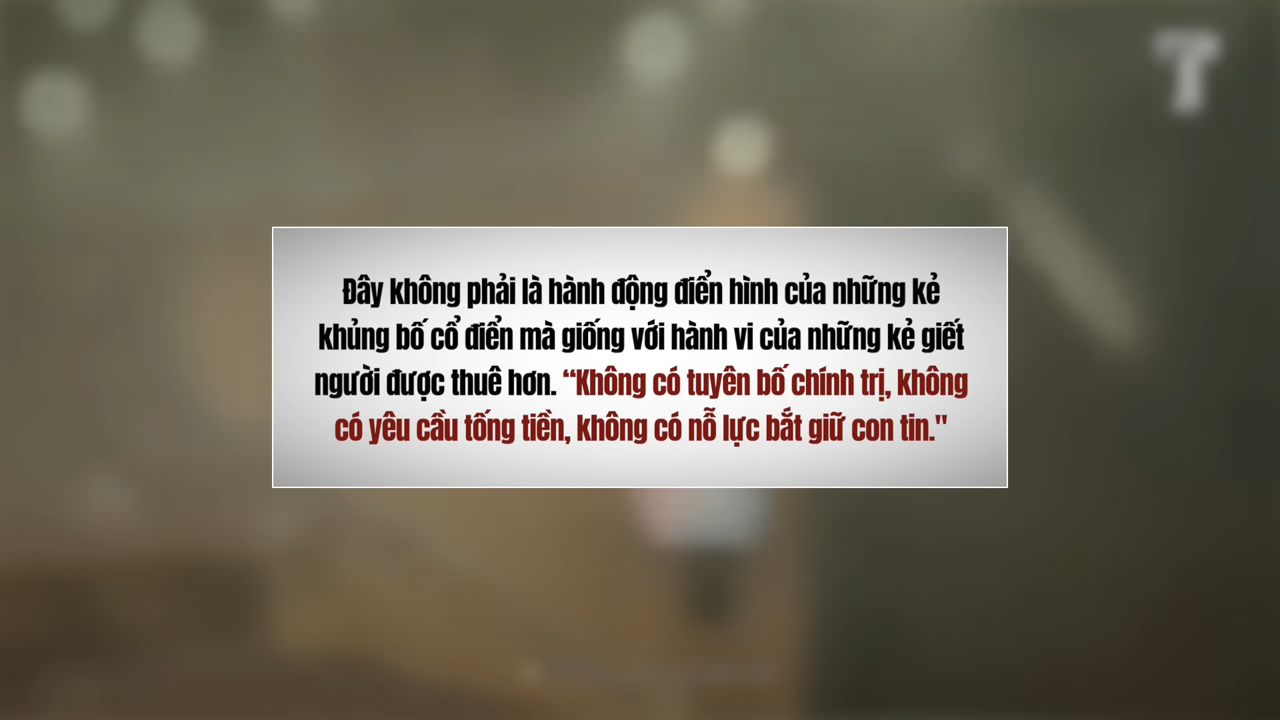 Đây không phải là hành động điển hình của những kẻ
khủng bố cổ điển mà giống với hành vi của những kẻ giết
người được thuê hơn. “Không có tuyên bố chính trị, không
có yêu cầu tống tiền, không có nỗ lực bắt giữ con tin."